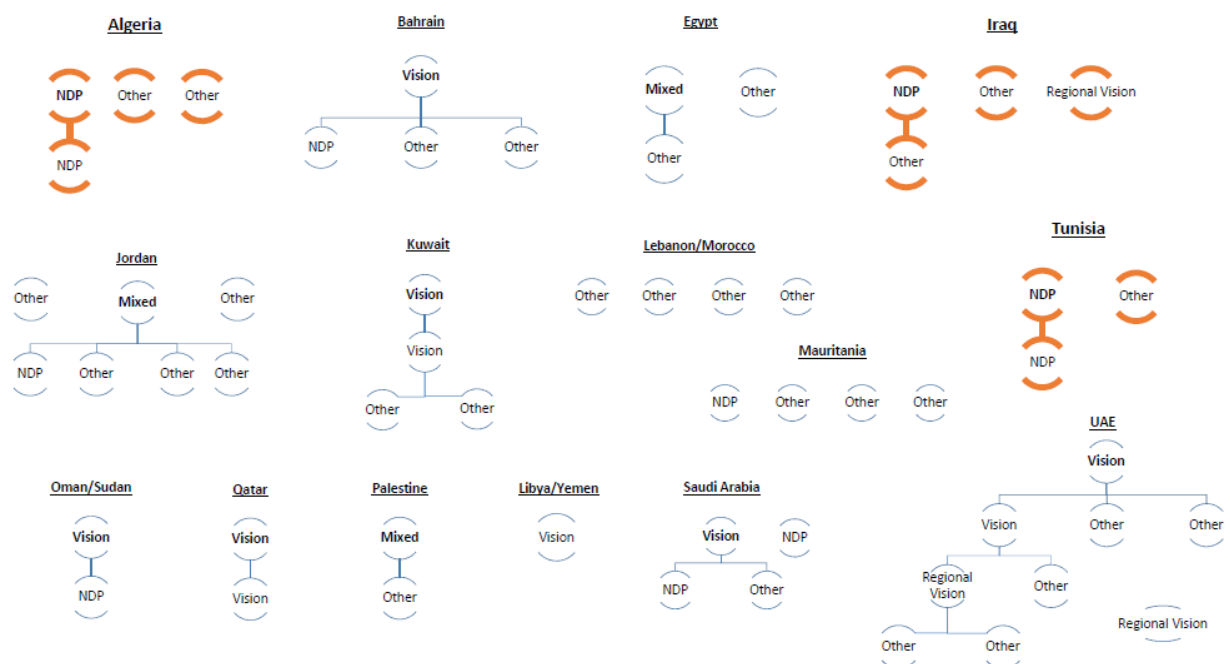 Algeria
NDP
Other
Other
NDP
Bahrain
Vision
NDP
Other
Other
Egypt
Mixed
Other
Other
Iraq
NDP
Other
Regional Vision
Other
Jordan
Other
Mixed
Other
NDP
Other
Other
Other
Kuwait
Vision
Vision
Other
Other
Lebanon/Morocco
Other
Other
Other
Other
Mauritania
NDP
Other
Other
Other
Tunisia
NDP
Other
NDP
Oman/Sudan
Vision
NDP
Qatar
Vision
Vision
Palestine
Mixed
Other
Libya/Yemen
Vision
Saudi Arabia
Vision
NDP
NDP
Other
UAE
Vision
Vision
Other
Other
Regional
Vision
Other
Regional Vision
Other
Other